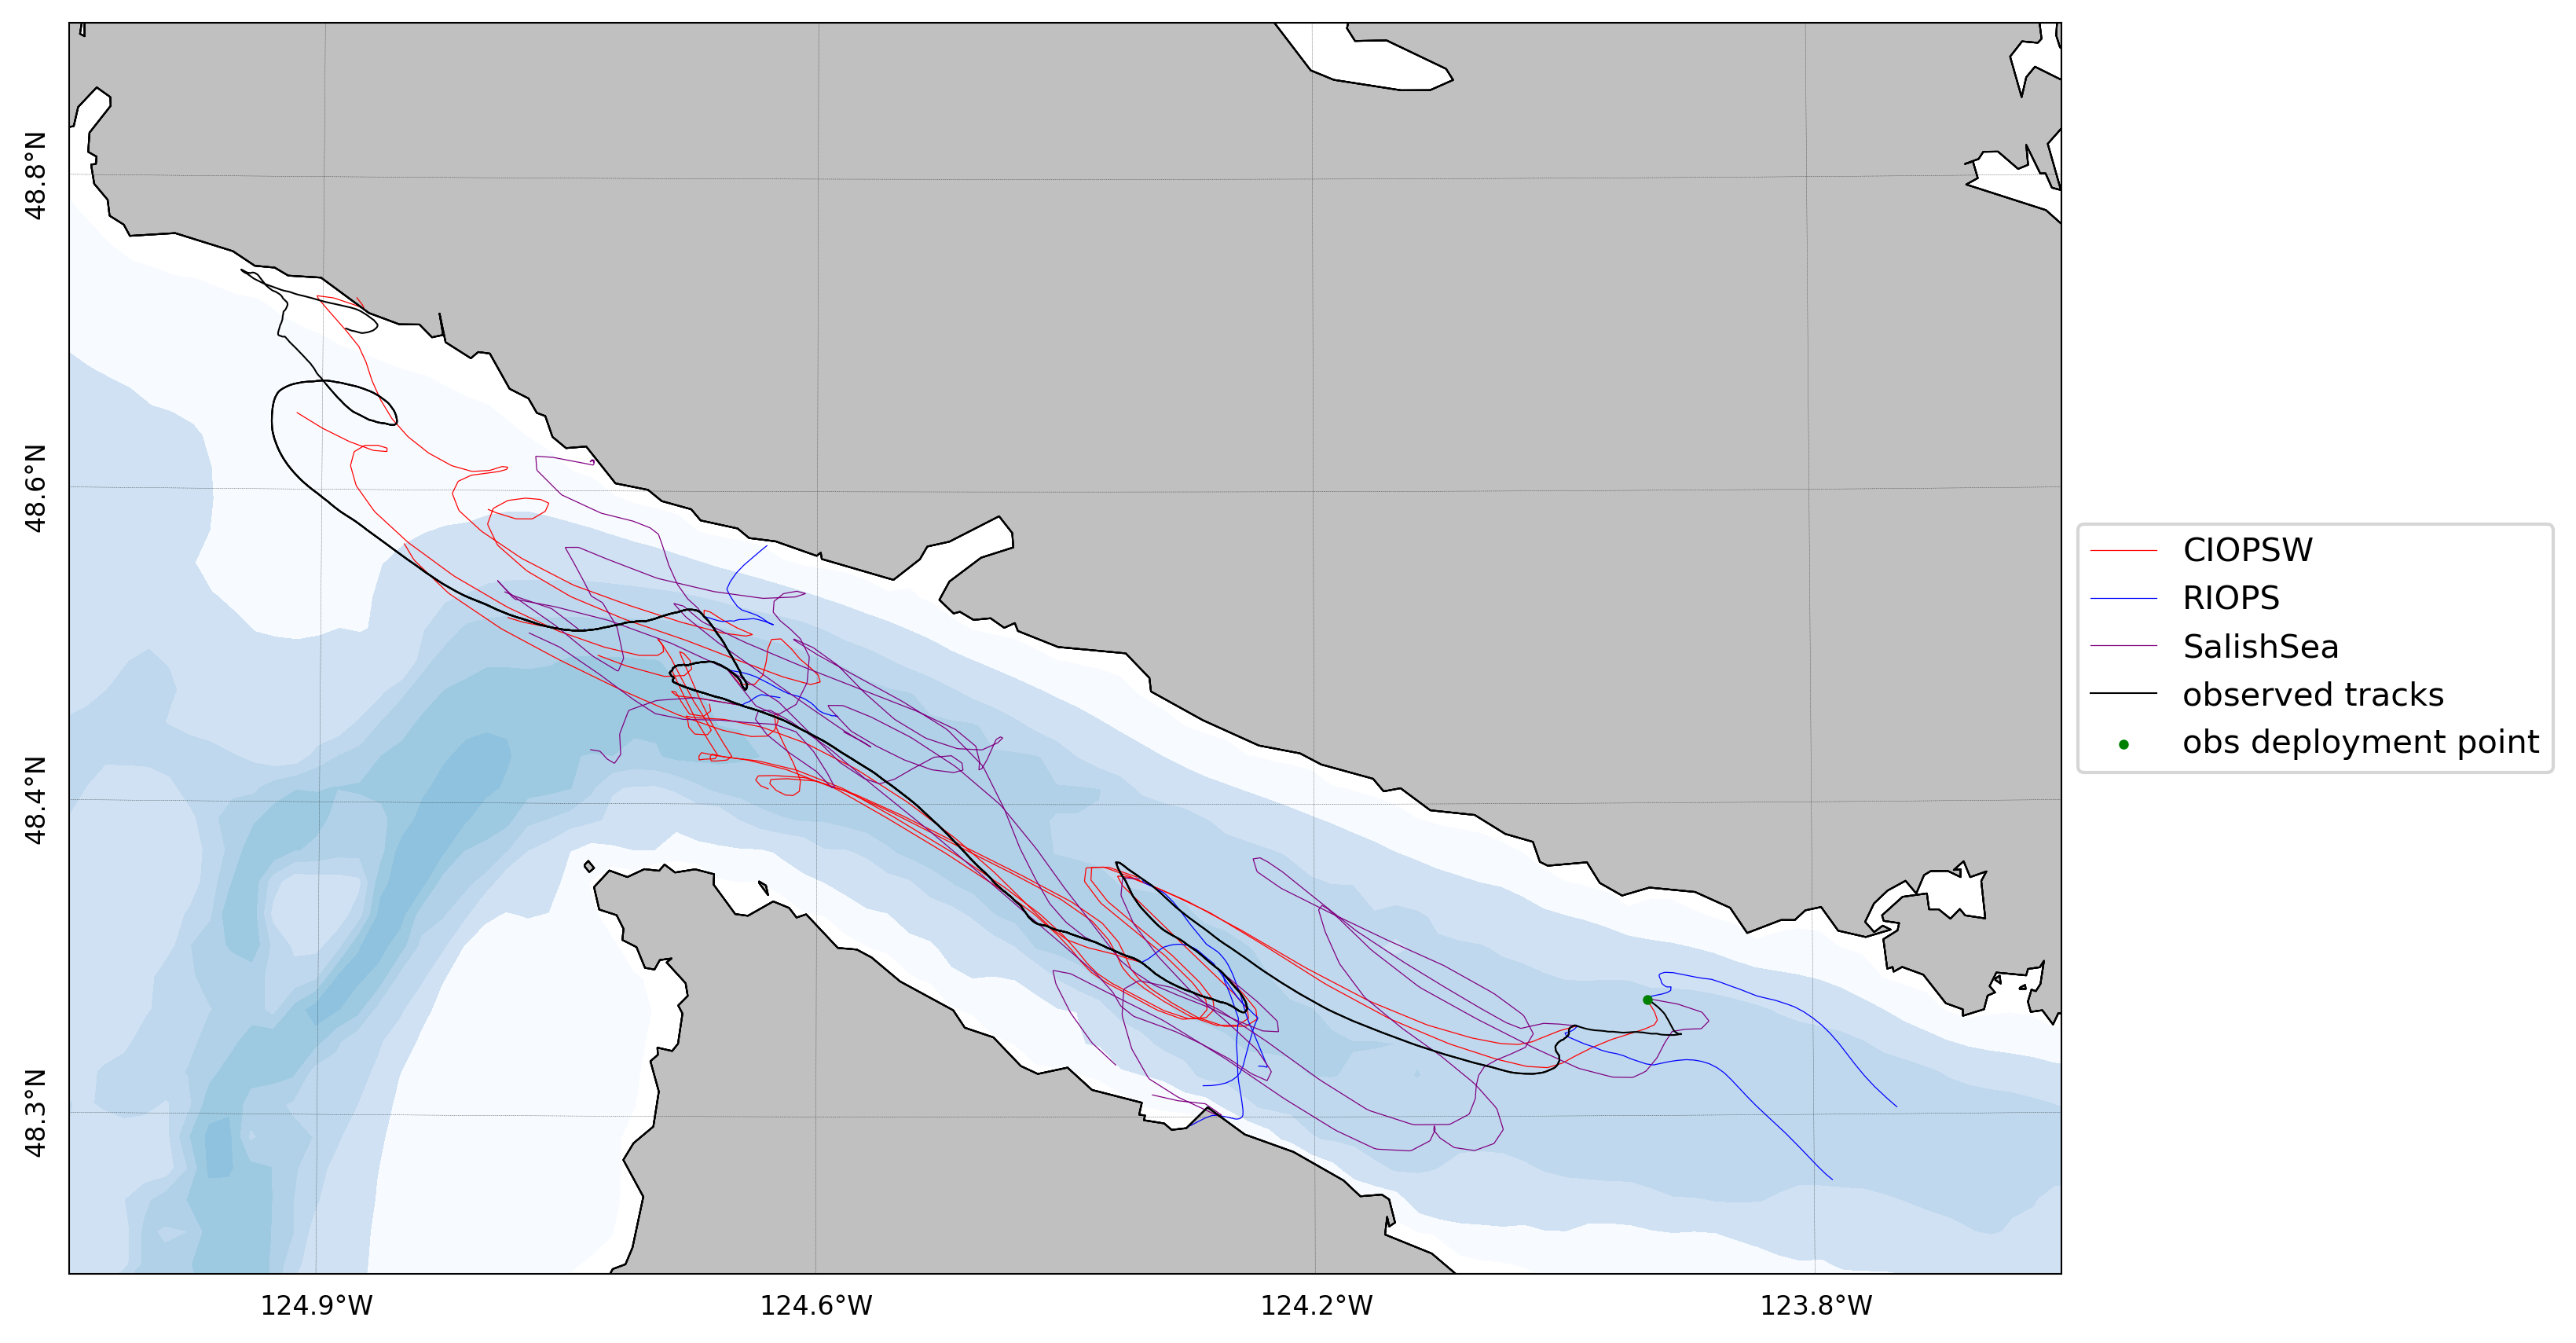 48.8°N
48.6°N
48.4°N
48.3°N
124.9°W
124.6°W
124.2°W
123.8°W
CIOPSW
RIOPS
SalishSea
observed tracks
obs deployment point